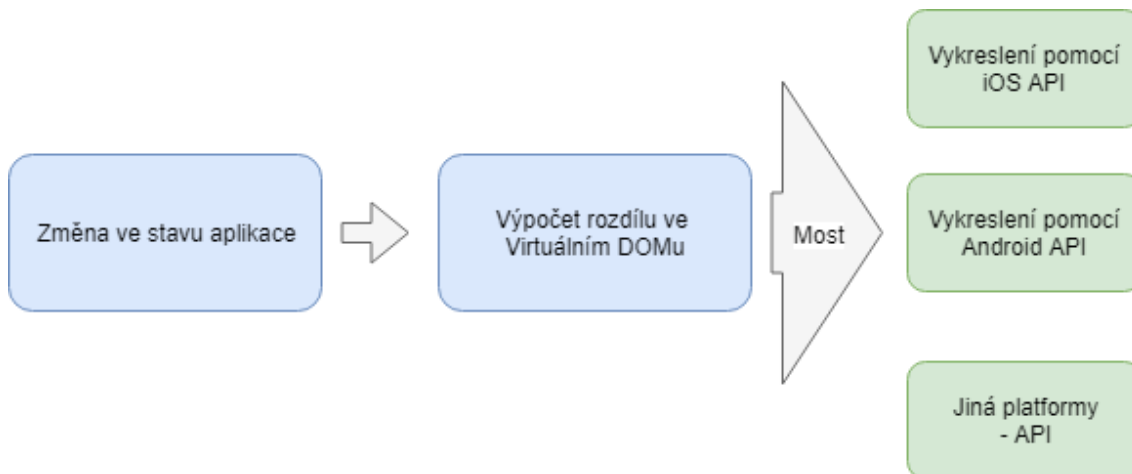 Změna ve stavu aplikace
Výpočet rozdílu ve
Virtuálním DOMu
Most
Vykreslení pomocí
iOS API
Vykreslení pomocí
Android API
Jiná platformy
- API